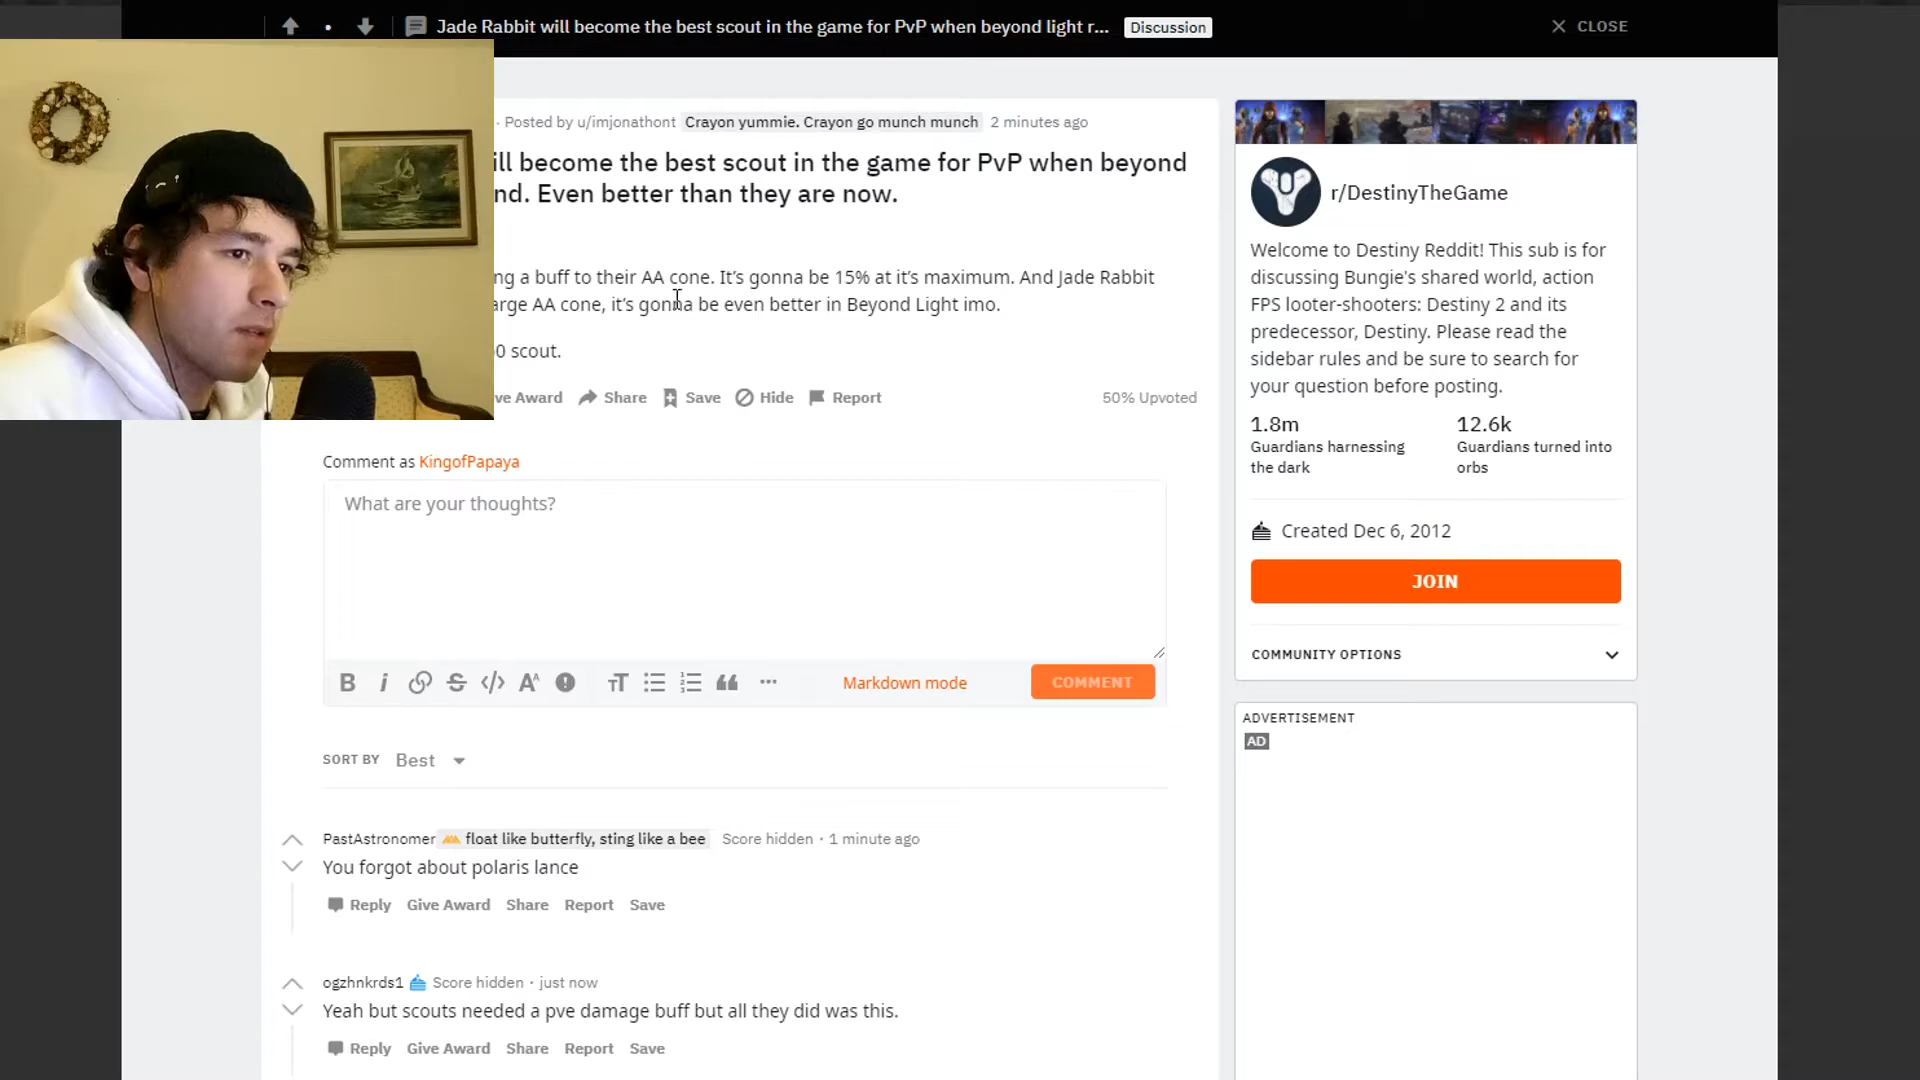 Jade Rabbit will become the best scout in the game for PvP when beyond light r... Discussion
CLOSE
· Posted by u/imjonathont Crayon yummie. Crayon go munch munch 2 minutes ago
ill become the best scout in the game for PvP when beyond
nd. Even better than they are now.
ng a buff to their AA cone. It's gonna be 15% at it's maximum. And Jade Rabbit
arge AA cone, it's gonna be even better in Beyond Light imo.
0 scout.
ve Award Share Save Hide Report 50% Upvoted
Comment as KingofPapaya
What are your thoughts?
Markdown mode COMMENT
SORT BY Best
PastAstronomer float like butterfly, sting like a bee Score hidden · 1 minute ago
You forgot about polaris lance
Reply Give Award Share Report Save
ogzhnkrds1 Score hidden · just now
Yeah but scouts needed a pve damage buff but all they did was this.
Reply Give Award Share Report Save
r/DestinyTheGame
Welcome to Destiny Reddit! This sub is for
discussing Bungie's shared world, action
FPS looter-shooters: Destiny 2 and its
predecessor, Destiny. Please read the
sidebar rules and be sure to search for
your question before posting.
1.8m 12.6k
Guardians harnessing Guardians turned into
the dark orbs
Created Dec 6, 2012
JOIN
COMMUNITY OPTIONS
ADVERTISEMENT
AD